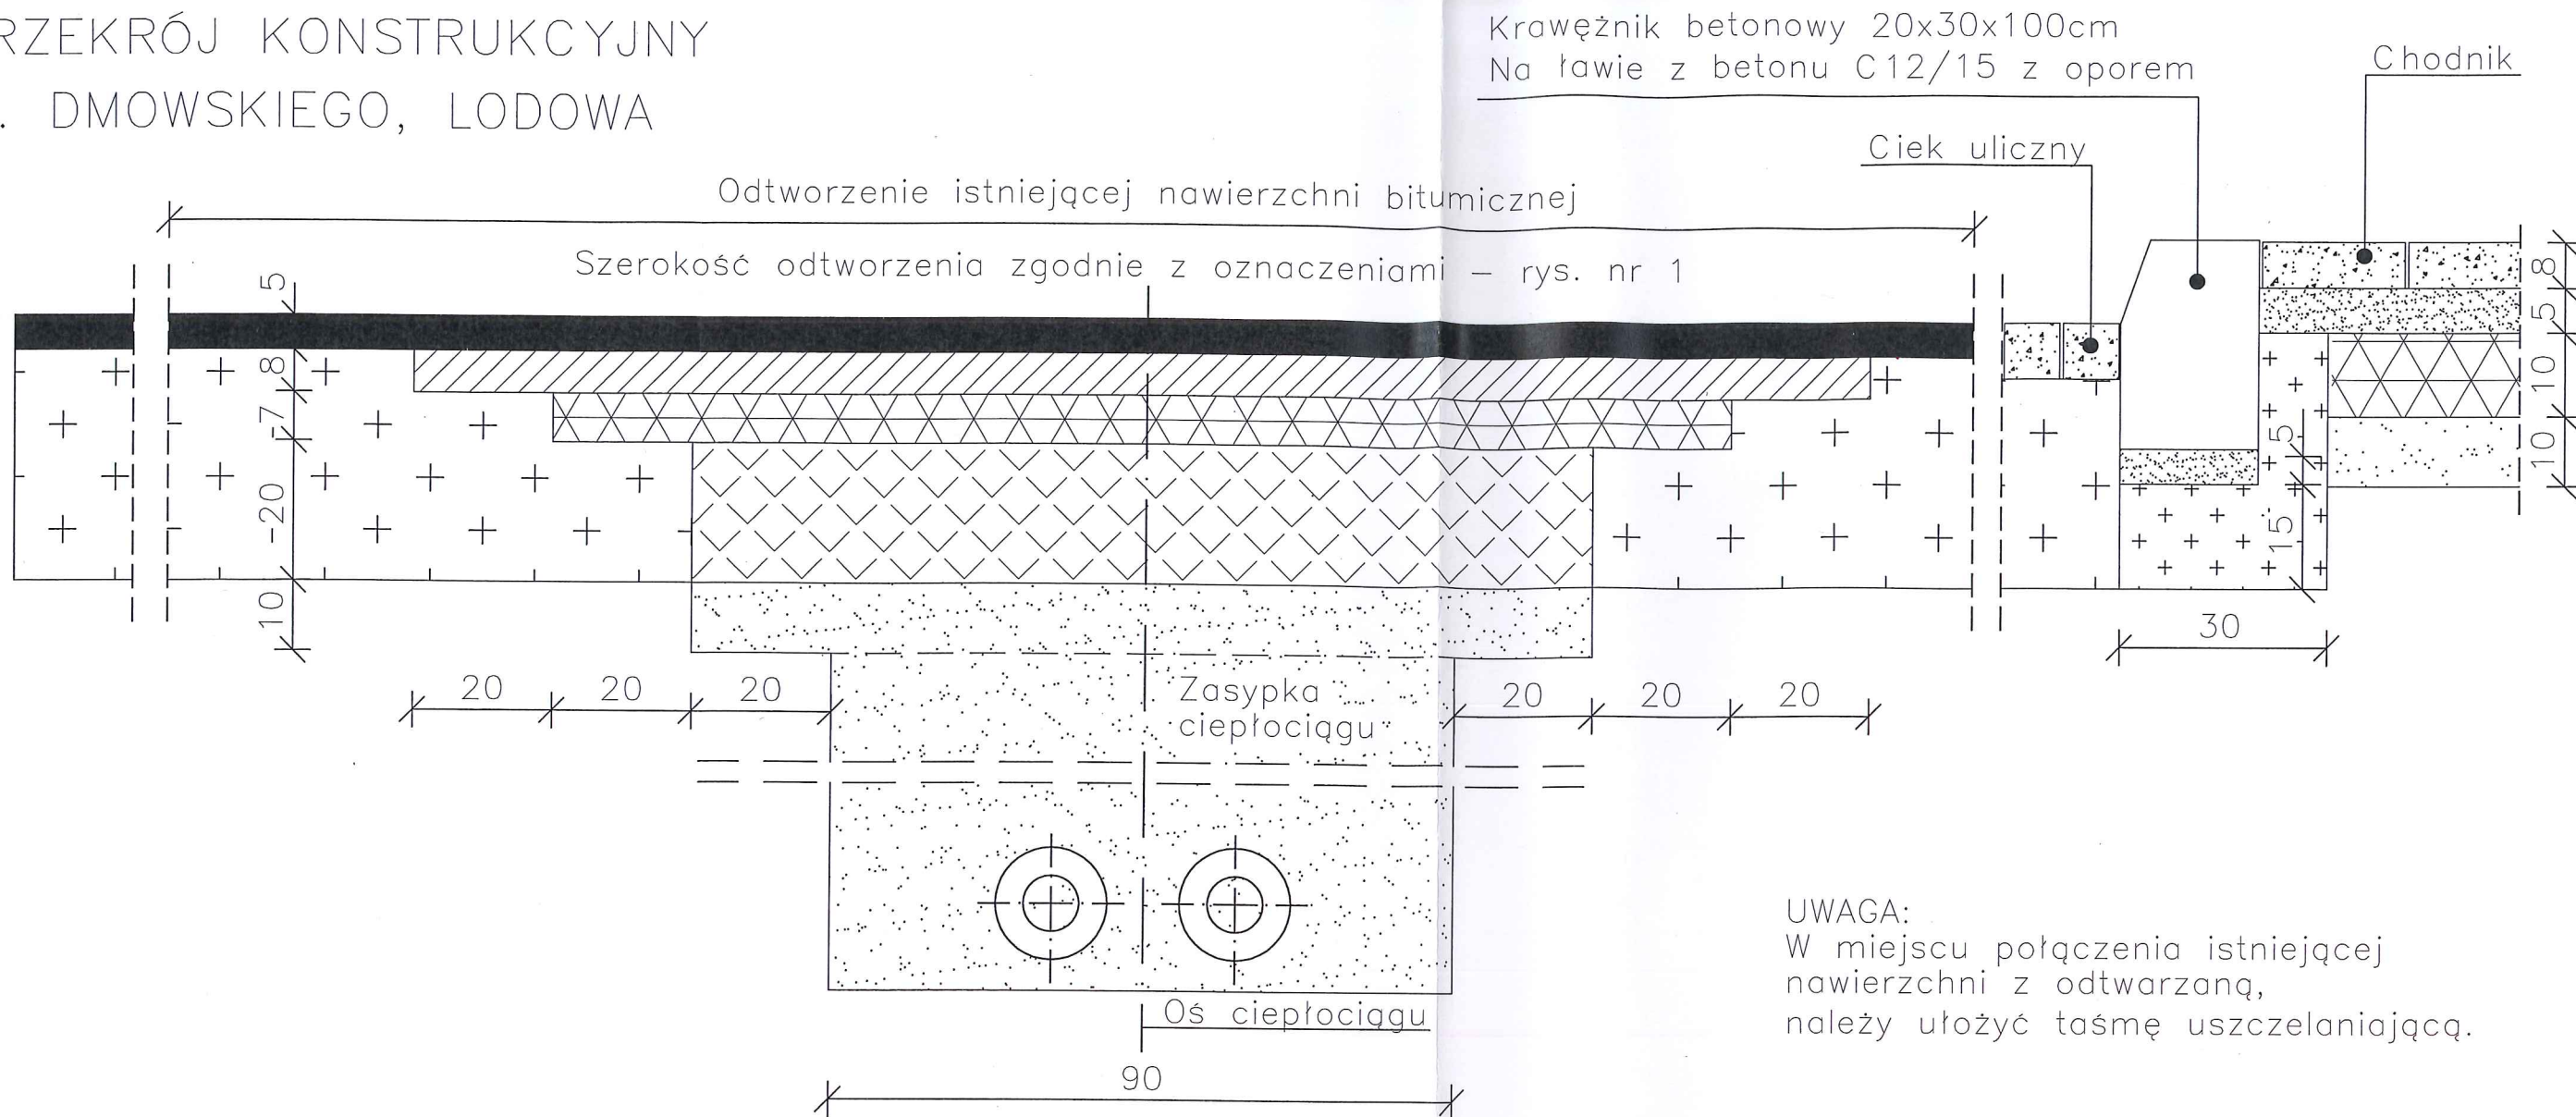 RZEKRÓJ KONSTRUKCYJNY
. DMOWSKIEGO, LODOWA
Krawężnik betonowy 20x30x100cm
Na ławie z betonu C12/15 z oporem
Chodnik
Ciek uliczny
Odtworzenie istniejącej nawierzchni bitumicznej
Szerokość odtworzenia zgodnie z oznaczeniami – rys. nr 1
5
8
-7
-20
10
8
5
10
10
5
15
30
20 20 20
20 20 20
Zasypka
ciepłociągu
Oś ciepłociągu
90
UWAGA:
W miejscu połączenia istniejącej
nawierzchni z odtwarzaną,
należy ułożyć taśmę uszczelaniającą.